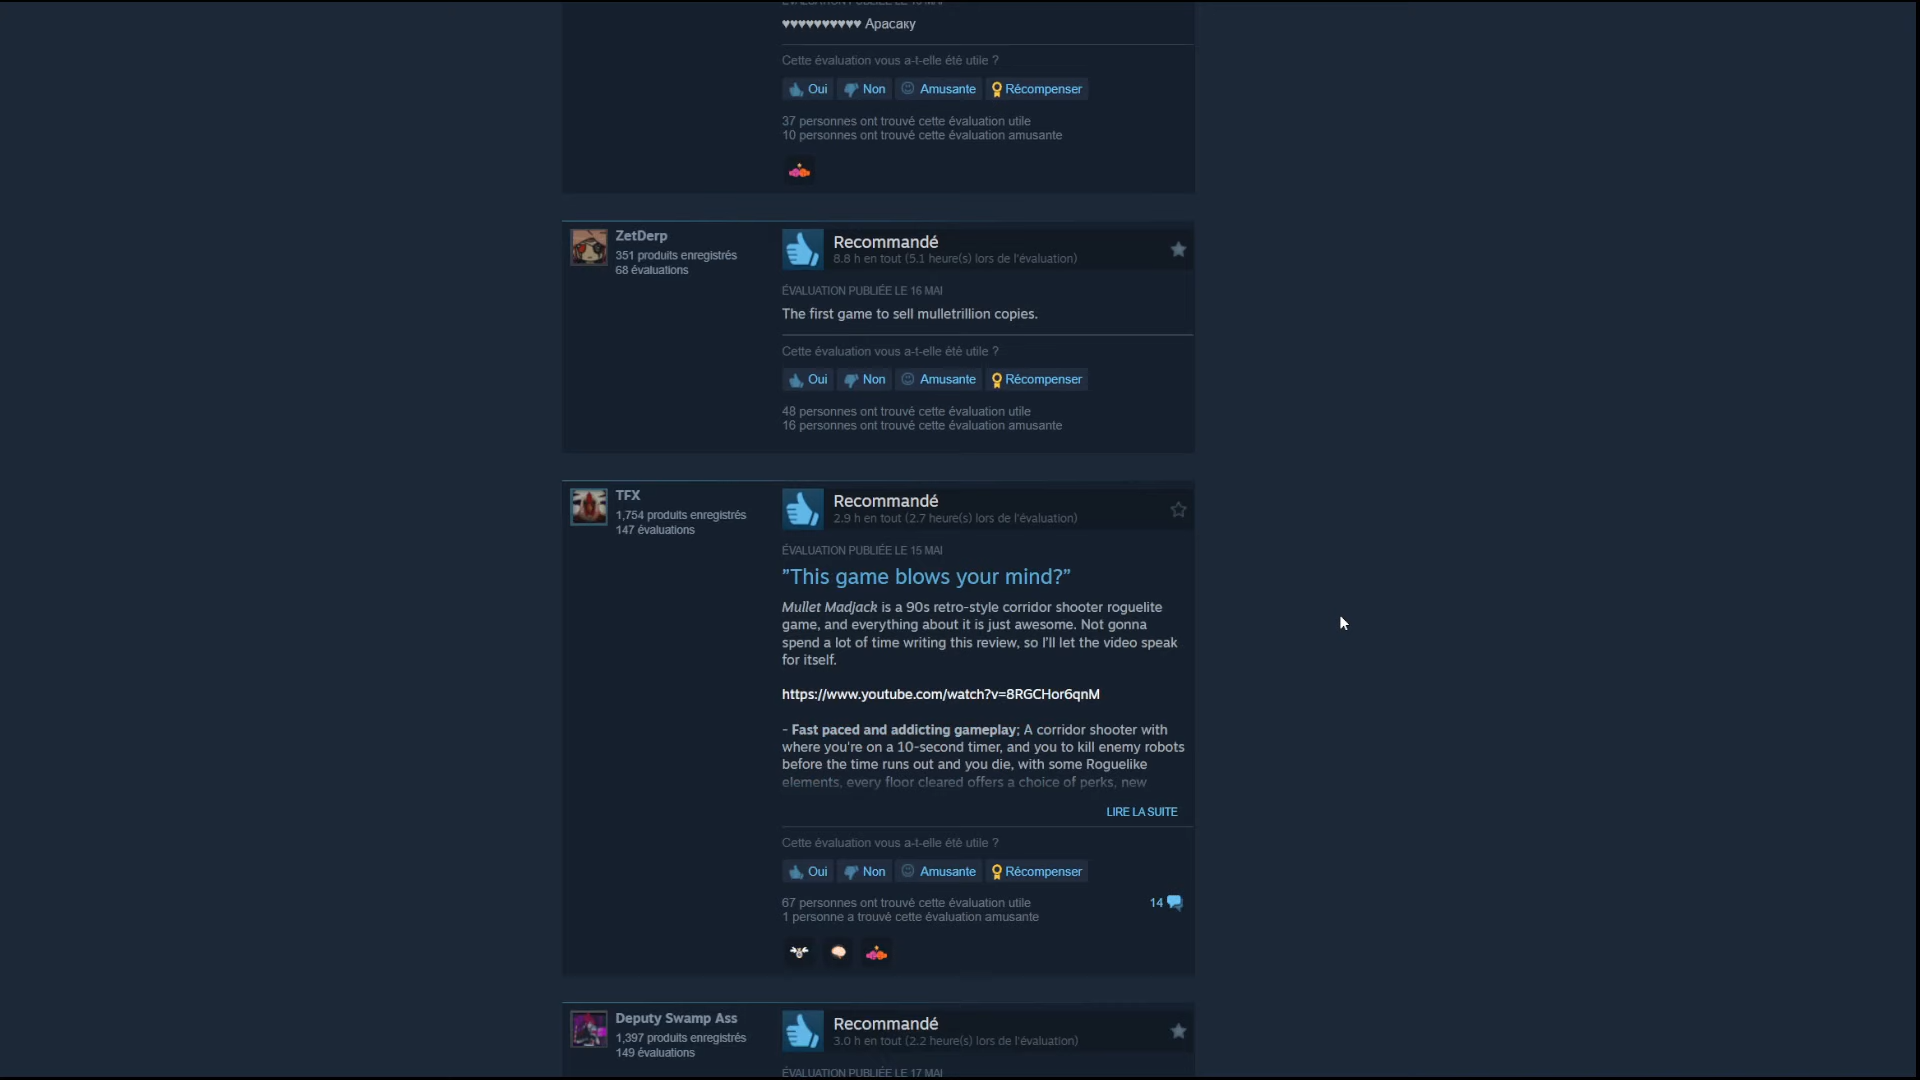 ÉVALUATION PUBLIÉE LE 15 MAI
♥♥♥♥♥♥♥♥♥♥ Арасаку
Cette évaluation vous a-t-elle été utile ?
Oui Non Amusante Récompenser
37 personnes ont trouvé cette évaluation utile
10 personnes ont trouvé cette évaluation amusante
ZetDerp
351 produits enregistrés
68 évaluations
Recommandé
8.8 h en tout (5.1 heure(s) lors de l'évaluation)
ÉVALUATION PUBLIÉE LE 16 MAI
The first game to sell mulletrillion copies.
Cette évaluation vous a-t-elle été utile ?
Oui Non Amusante Récompenser
48 personnes ont trouvé cette évaluation utile
16 personnes ont trouvé cette évaluation amusante
TFX
1,754 produits enregistrés
147 évaluations
Recommandé
2.9 h en tout (2.7 heure(s) lors de l'évaluation)
ÉVALUATION PUBLIÉE LE 15 MAI
”This game blows your mind?”
Mullet Madjack is a 90s retro-style corridor shooter roguelite
game, and everything about it is just awesome. Not gonna
spend a lot of time writing this review, so I'll let the video speak
for itself.
https://www.youtube.com/watch?v=8RGCHor6qnM
- Fast paced and addicting gameplay; A corridor shooter with
where you're on a 10-second timer, and you to kill enemy robots
before the time runs out and you die, with some Roguelike
elements, every floor cleared offers a choice of perks, new
LIRE LA SUITE
Cette évaluation vous a-t-elle été utile ?
Oui Non Amusante Récompenser
67 personnes ont trouvé cette évaluation utile
14
1 personne a trouvé cette évaluation amusante
Deputy Swamp Ass
1,397 produits enregistrés
149 évaluations
Recommandé
3.0 h en tout (2.2 heure(s) lors de l'évaluation)
ÉVALUATION PUBLIÉE LE 17 MAI